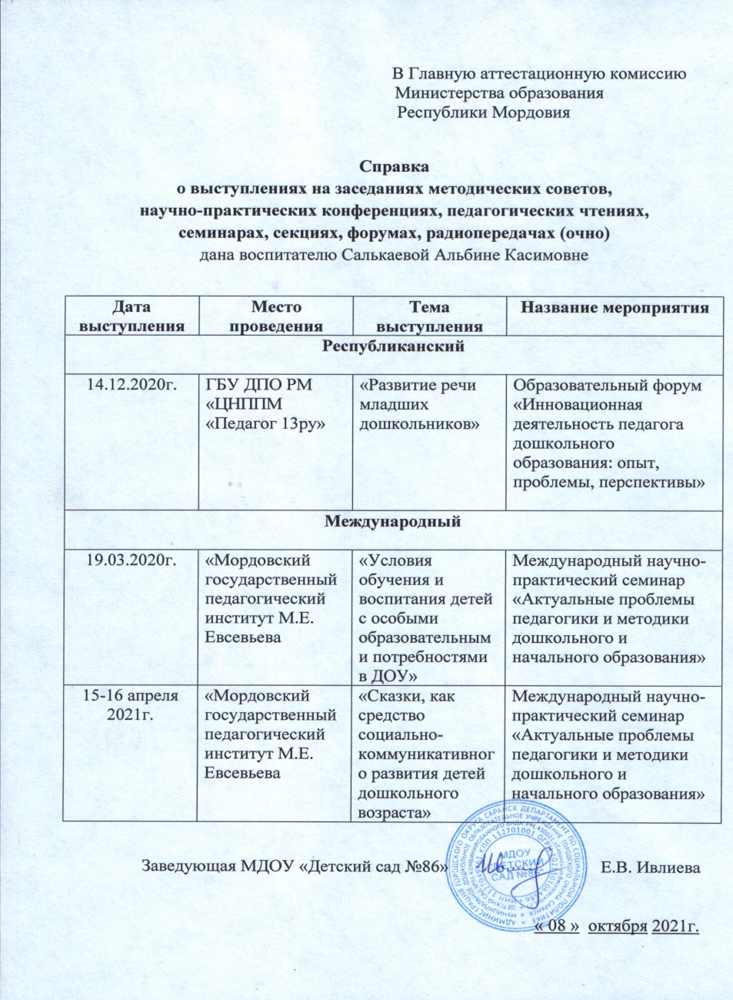 В Главную аттестационную комиссию
Министерства образования
Республики Мордовия
Справка
о выступлениях на заседаниях методических советов,
научно-практических конференциях, педагогических чтениях,
семинарах, секциях, форумах, радиопередачах (очно)
дана воспитателю Салькаевой Альбине Касимовне
Дата
выступления
Место
проведения
Тема
выступления
Название мероприятия
Республиканский
14.12.2020г.
ГБУ ДПО РМ
«ЦНППМ
«Педагог 13ру»
«Развитие речи
младших
дошкольников»
Образовательный форум
«Инновационная
деятельность педагога
дошкольного
образования: опыт,
проблемы, перспективы»
Международный
19.03.2020г.
«Мордовский
государственный
педагогический
институт М.Е.
Евсевьева
«Условия
обучения и
воспитания детей
с особыми
образовательным
и потребностями
в ДОУ»
Международный научно-
практический семинар
«Актуальные проблемы
педагогики и методики
дошкольного и
начального образования»
15-16 апреля
2021г.
«Мордовский
государственный
педагогический
институт М.Е.
Евсевьева
«Сказки, как
средство
социально-
коммуникативног
о развития детей
дошкольного
возраста»
Международный научно-
практический семинар
«Актуальные проблемы
педагогики и методики
дошкольного и
начального образования»
Заведующая МДОУ «Детский сад №86»
МДОУ
ДЕТСКИЙ
САД №86
Е.В. Ивлиева
« 08 » октября 2021г.